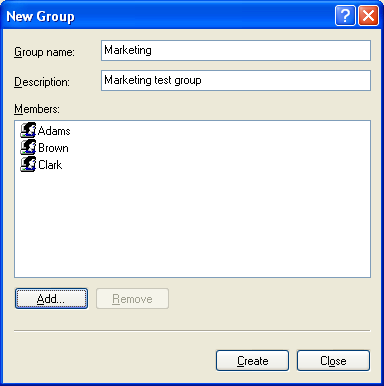 New Group
Group name: Marketing
Description: Marketing test group
Members:
Adams
Brown
Clark
Add... Remove
Create Close